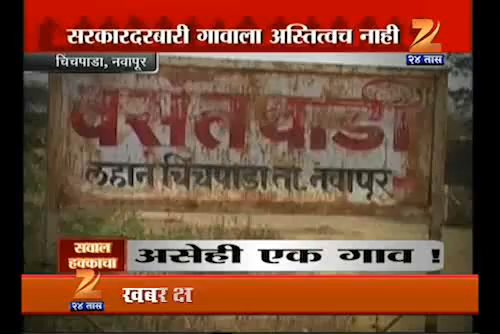 सरकारदरबारी गावाला अस्तित्वच नाही
२४ तास
चिंचपाडा, नवापूर
वसंतवाडी
लहान चिंचपाडा ता. नवापूर
सवाल हक्काचा
असेही एक गाव !
२४ तास
खबर क्ष